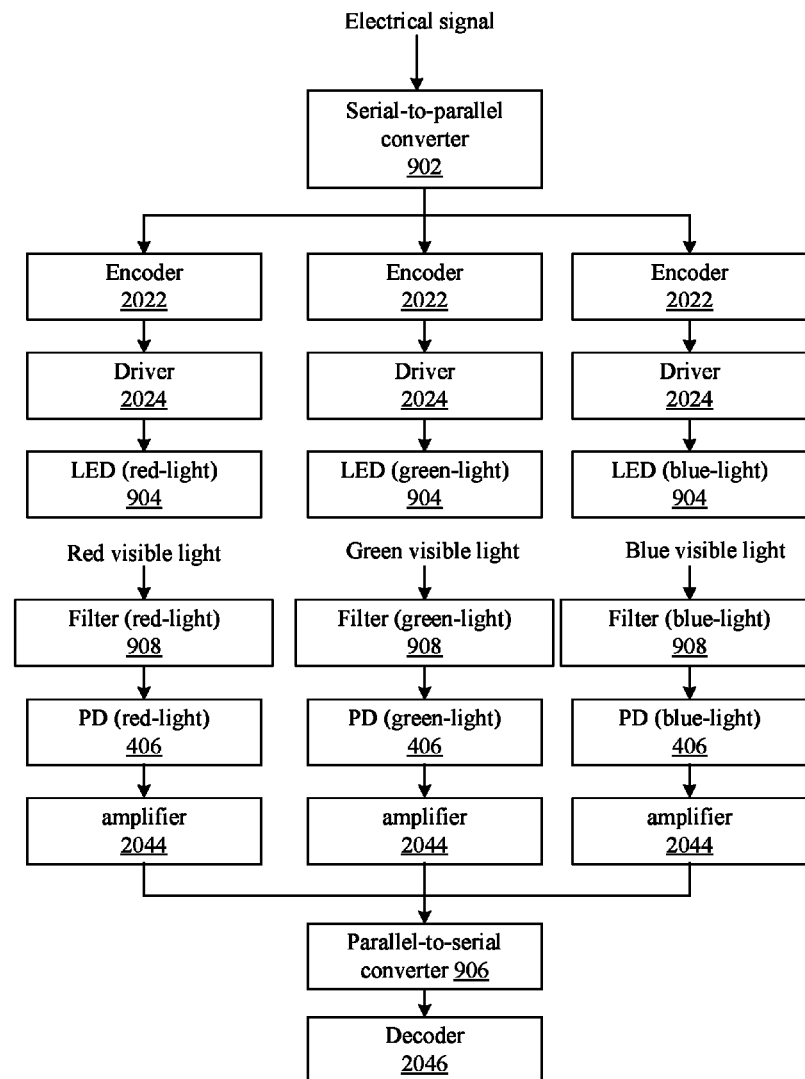 Electrical signal
Serial-to-parallel
converter
902
Encoder
2022
Encoder
2022
Encoder
2022
Driver
2024
Driver
2024
Driver
2024
LED (red-light)
904
LED (green-light)
904
LED (blue-light)
904
Red visible light
Green visible light
Blue visible light
Filter (red-light)
908
Filter (green-light)
908
Filter (blue-light)
908
PD (red-light)
406
PD (green-light)
406
PD (blue-light)
406
amplifier
2044
amplifier
2044
amplifier
2044
Parallel-to-serial
converter 906
Decoder
2046